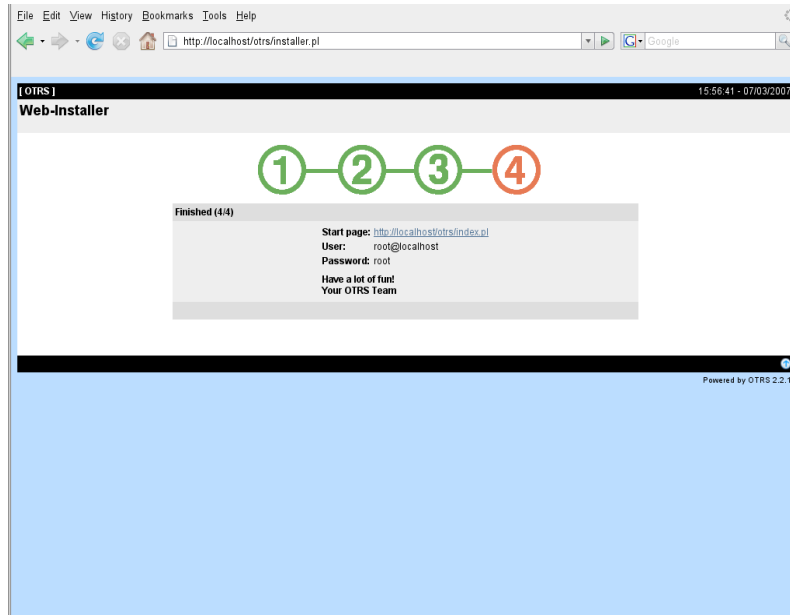 File Edit View History Bookmarks Tools Help
http://localhost/otrs/installer.pl G Google
[ OTRS ] 15:56:41 - 07/03/2007
Web-Installer
1 2 3 4
Finished (4/4)
Start page: http://localhost/otrs/index.pl
User: root@localhost
Password: root
Have a lot of fun!
Your OTRS Team
Powered by OTRS 2.2.1